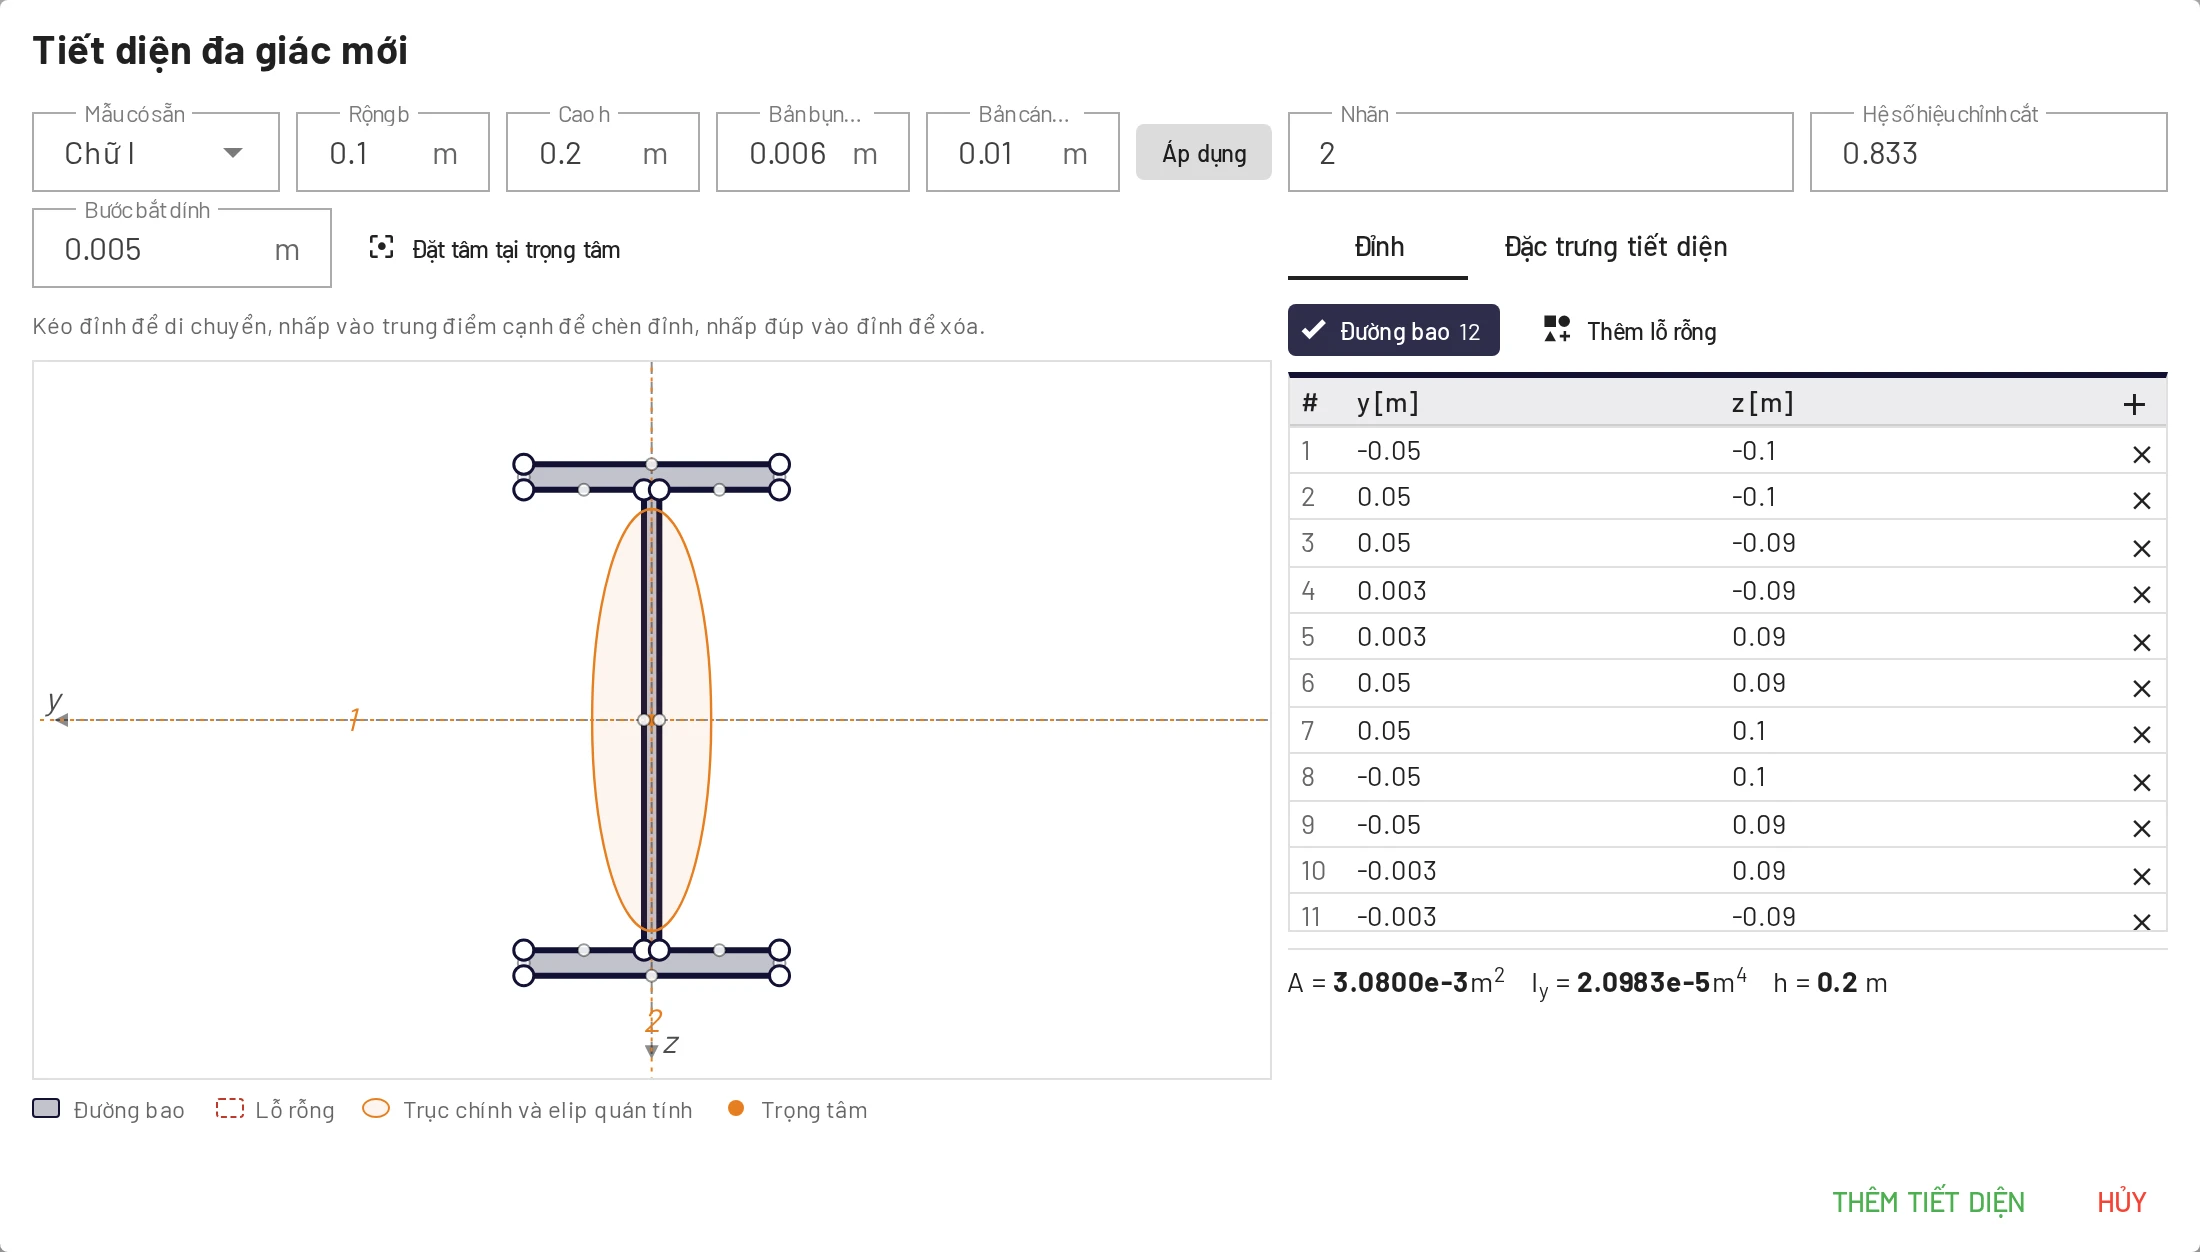 Tiết diện đa giác mới
Mẫu có sẵn
Chữ I
Rộng b
0.1 m
Cao h
0.2 m
Bản bụn...
0.006 m
Bản cán...
0.01 m
Áp dụng
Nhãn
2
Hệ số hiệu chỉnh cắt
0.833
Bước bắt dính
0.005 m
Đặt tâm tại trọng tâm
Kéo đỉnh để di chuyển, nhấp vào trung điểm cạnh để chèn đỉnh, nhấp đúp vào đỉnh để xóa.
y
1
2
z
Đường bao
Lỗ rỗng
Trục chính và elip quán tính
Trọng tâm
Đỉnh
Đặc trưng tiết diện
Đường bao 12
Thêm lỗ rỗng
# y [m] z [m]
1 -0.05 -0.1
2 0.05 -0.1
3 0.05 -0.09
4 0.003 -0.09
5 0.003 0.09
6 0.05 0.09
7 0.05 0.1
8 -0.05 0.1
9 -0.05 0.09
10 -0.003 0.09
11 -0.003 -0.09
A = 3.0800e-3m² Iy = 2.0983e-5m⁴ h = 0.2 m
THÊM TIẾT DIỆN
HỦY